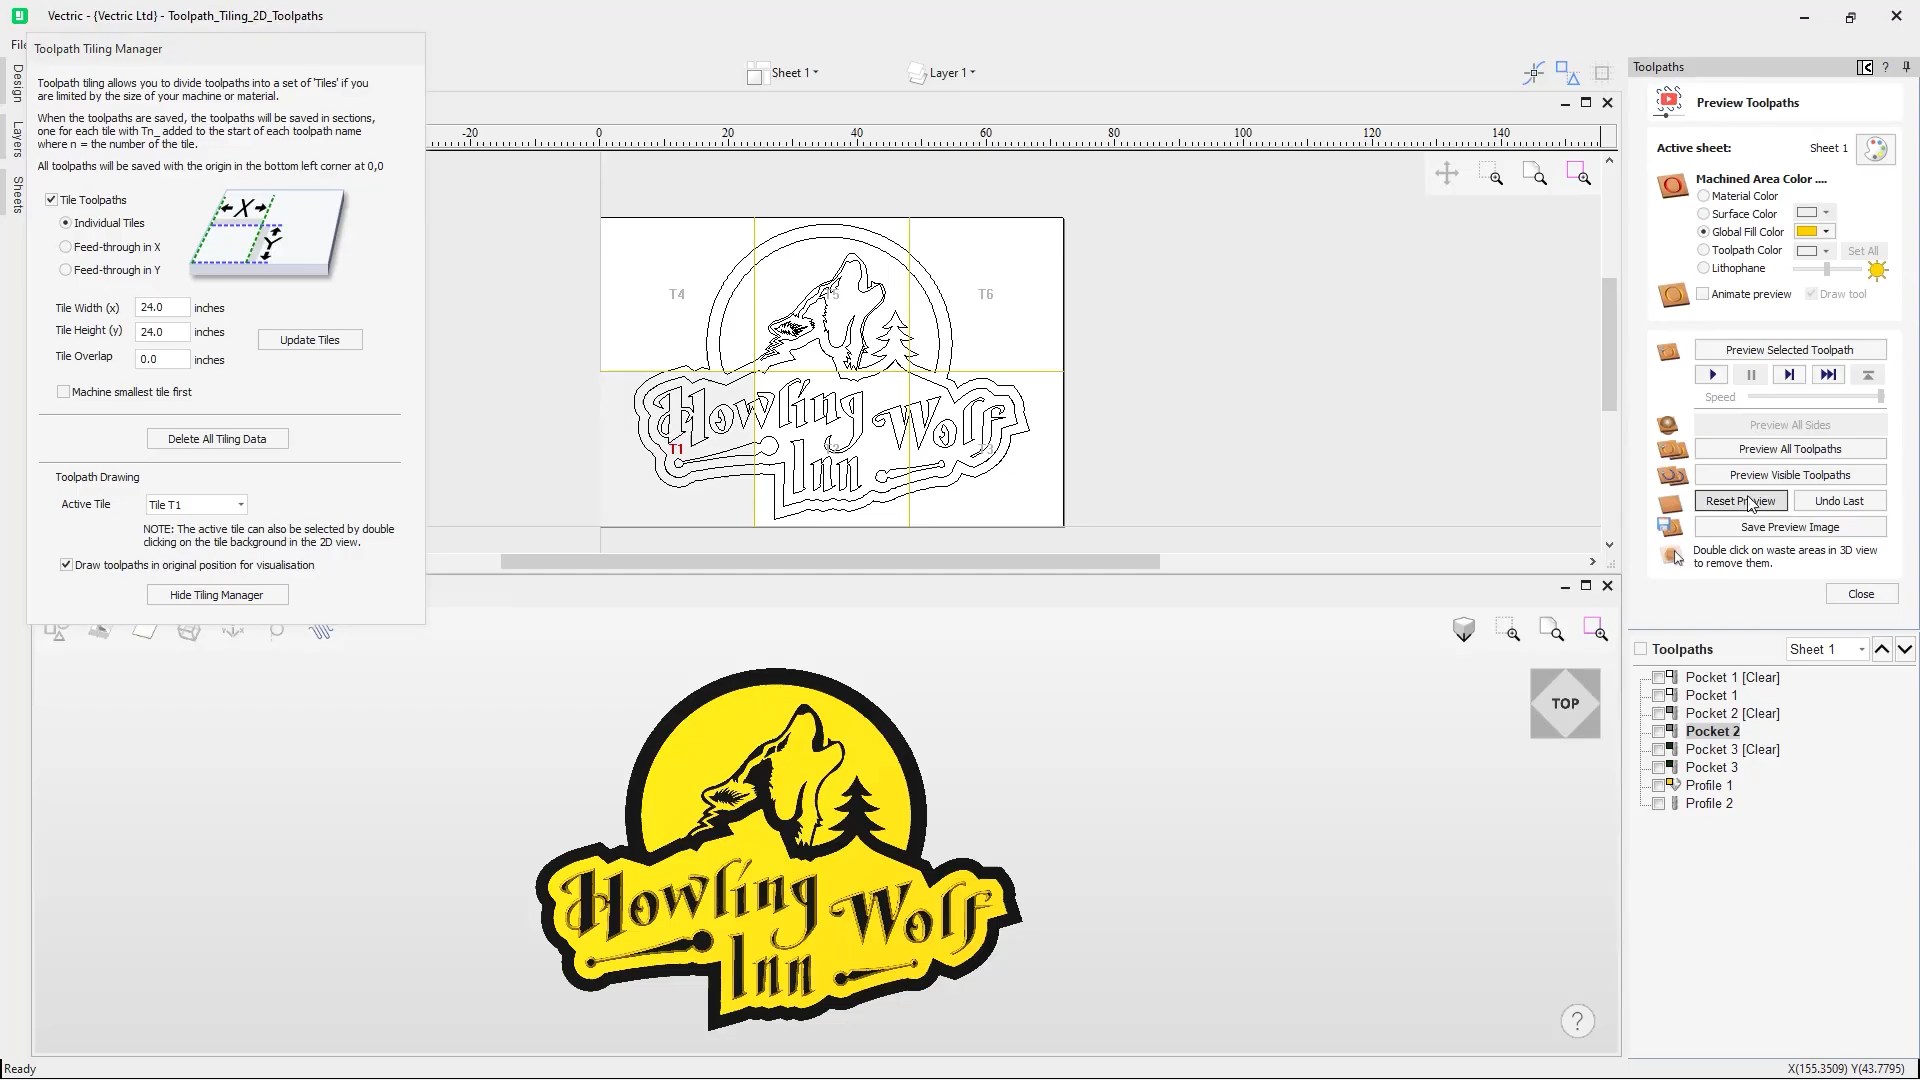 Vectric - {Vectric Ltd} - Toolpath_Tiling_2D_Toolpaths
Toolpath Tiling Manager
Design
Layers
Sheets
Toolpath tiling allows you to divide toolpaths into a set of 'Tiles' if you
are limited by the size of your machine or material.
When the toolpaths are saved, the toolpaths will be saved in sections,
one for each tile with Tn_ added to the start of each toolpath name
where n = the number of the tile.
All toolpaths will be saved with the origin in the bottom left corner at 0,0
Tile Toolpaths
Individual Tiles
Feed-through in X
Feed-through in Y
X
Y
Tile Width (x) 24.0 inches
Tile Height (y) 24.0 inches
Update Tiles
Tile Overlap 0.0 inches
Machine smallest tile first
Delete All Tiling Data
Toolpath Drawing
Active Tile Tile T1
NOTE: The active tile can also be selected by double
clicking on the tile background in the 2D view.
Draw toolpaths in original position for visualisation
Hide Tiling Manager
Sheet 1
Layer 1
-20 0 20 40 60 80 100 120 140
T4 T5 T6
Howling Wolf
Inn
T1 T2 T3
TOP
Howling Wolf
Inn
?
Toolpaths
?
Preview Toolpaths
Active sheet: Sheet 1
Machined Area Color ....
Material Color
Surface Color
Global Fill Color
Toolpath Color Set All
Lithophane
Animate preview Draw tool
Preview Selected Toolpath
Speed
Preview All Sides
Preview All Toolpaths
Preview Visible Toolpaths
Reset Preview Undo Last
Save Preview Image
Double click on waste areas in 3D view
to remove them.
Close
Toolpaths Sheet 1
Pocket 1 [Clear]
Pocket 1
Pocket 2 [Clear]
Pocket 2
Pocket 3 [Clear]
Pocket 3
Profile 1
Profile 2
Ready
X(155.3509) Y(43.7795)